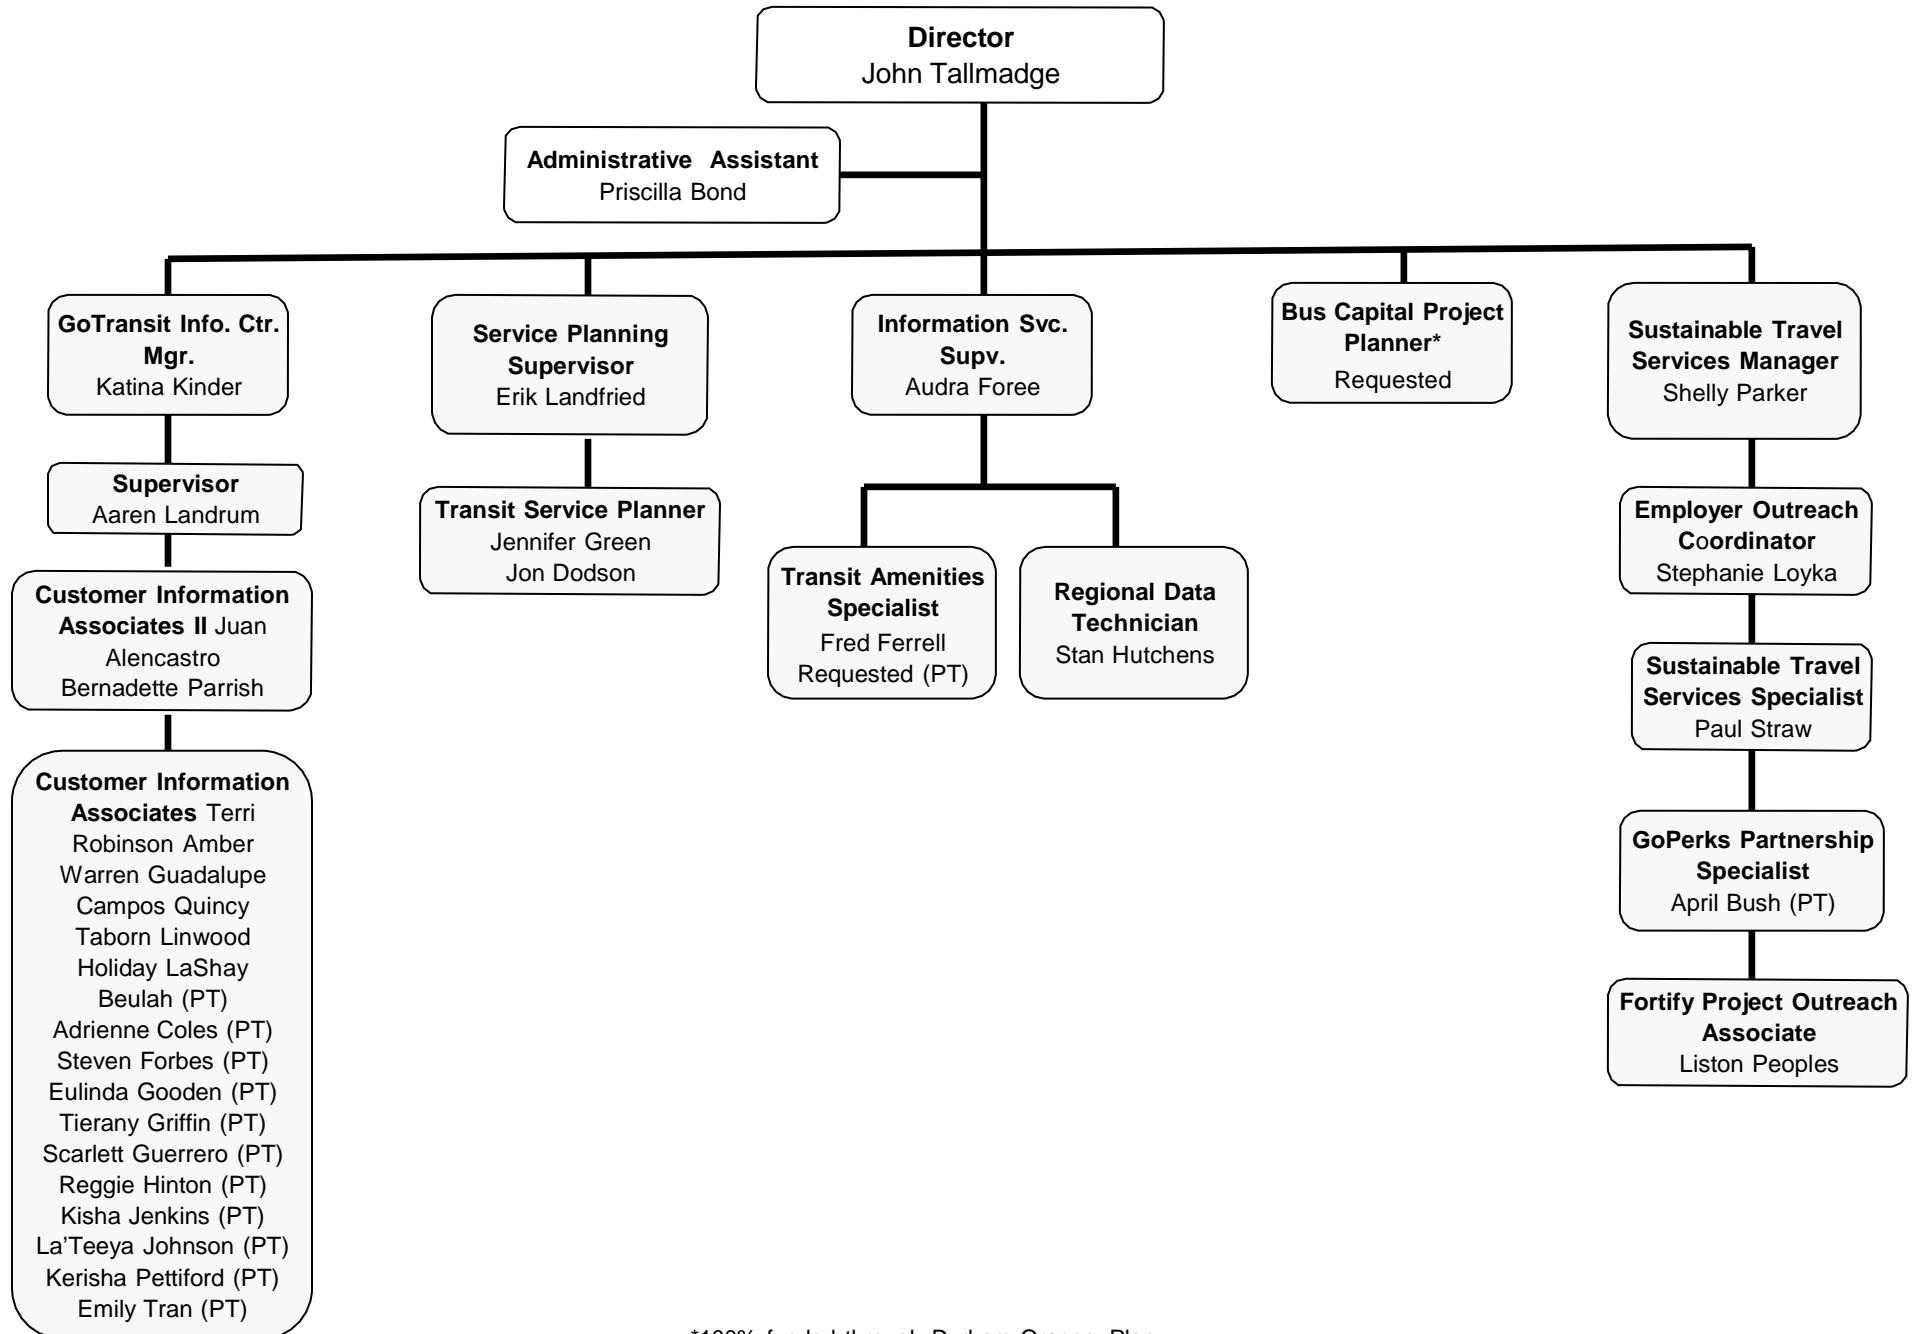 Director
John Tallmadge
Administrative Assistant
Priscilla Bond
GoTransit Info. Ctr.
Mgr.
Katina Kinder
Supervisor
Aaren Landrum
Customer Information
Associates II Juan
Alencastro
Bernadette Parrish
Customer Information
Associates Terri
Robinson Amber
Warren Guadalupe
Campos Quincy
Taborn Linwood
Holiday LaShay
Beulah (PT)
Adrienne Coles (PT)
Steven Forbes (PT)
Eulinda Gooden (PT)
Tierany Griffin (PT)
Scarlett Guerrero (PT)
Reggie Hinton (PT)
Kisha Jenkins (PT)
La’Teeya Johnson (PT)
Kerisha Pettiford (PT)
Emily Tran (PT)
Service Planning
Supervisor
Erik Landfried
Transit Service Planner
Jennifer Green
Jon Dodson
Information Svc.
Supv.
Audra Foree
Transit Amenities
Specialist
Fred Ferrell
Requested (PT)
Regional Data
Technician
Stan Hutchens
Bus Capital Project
Planner*
Requested
Sustainable Travel
Services Manager
Shelly Parker
Employer Outreach
Coordinator
Stephanie Loyka
Sustainable Travel
Services Specialist
Paul Straw
GoPerks Partnership
Specialist
April Bush (PT)
Fortify Project Outreach
Associate
Liston Peoples
*100% funded through Durham-Orange Plan